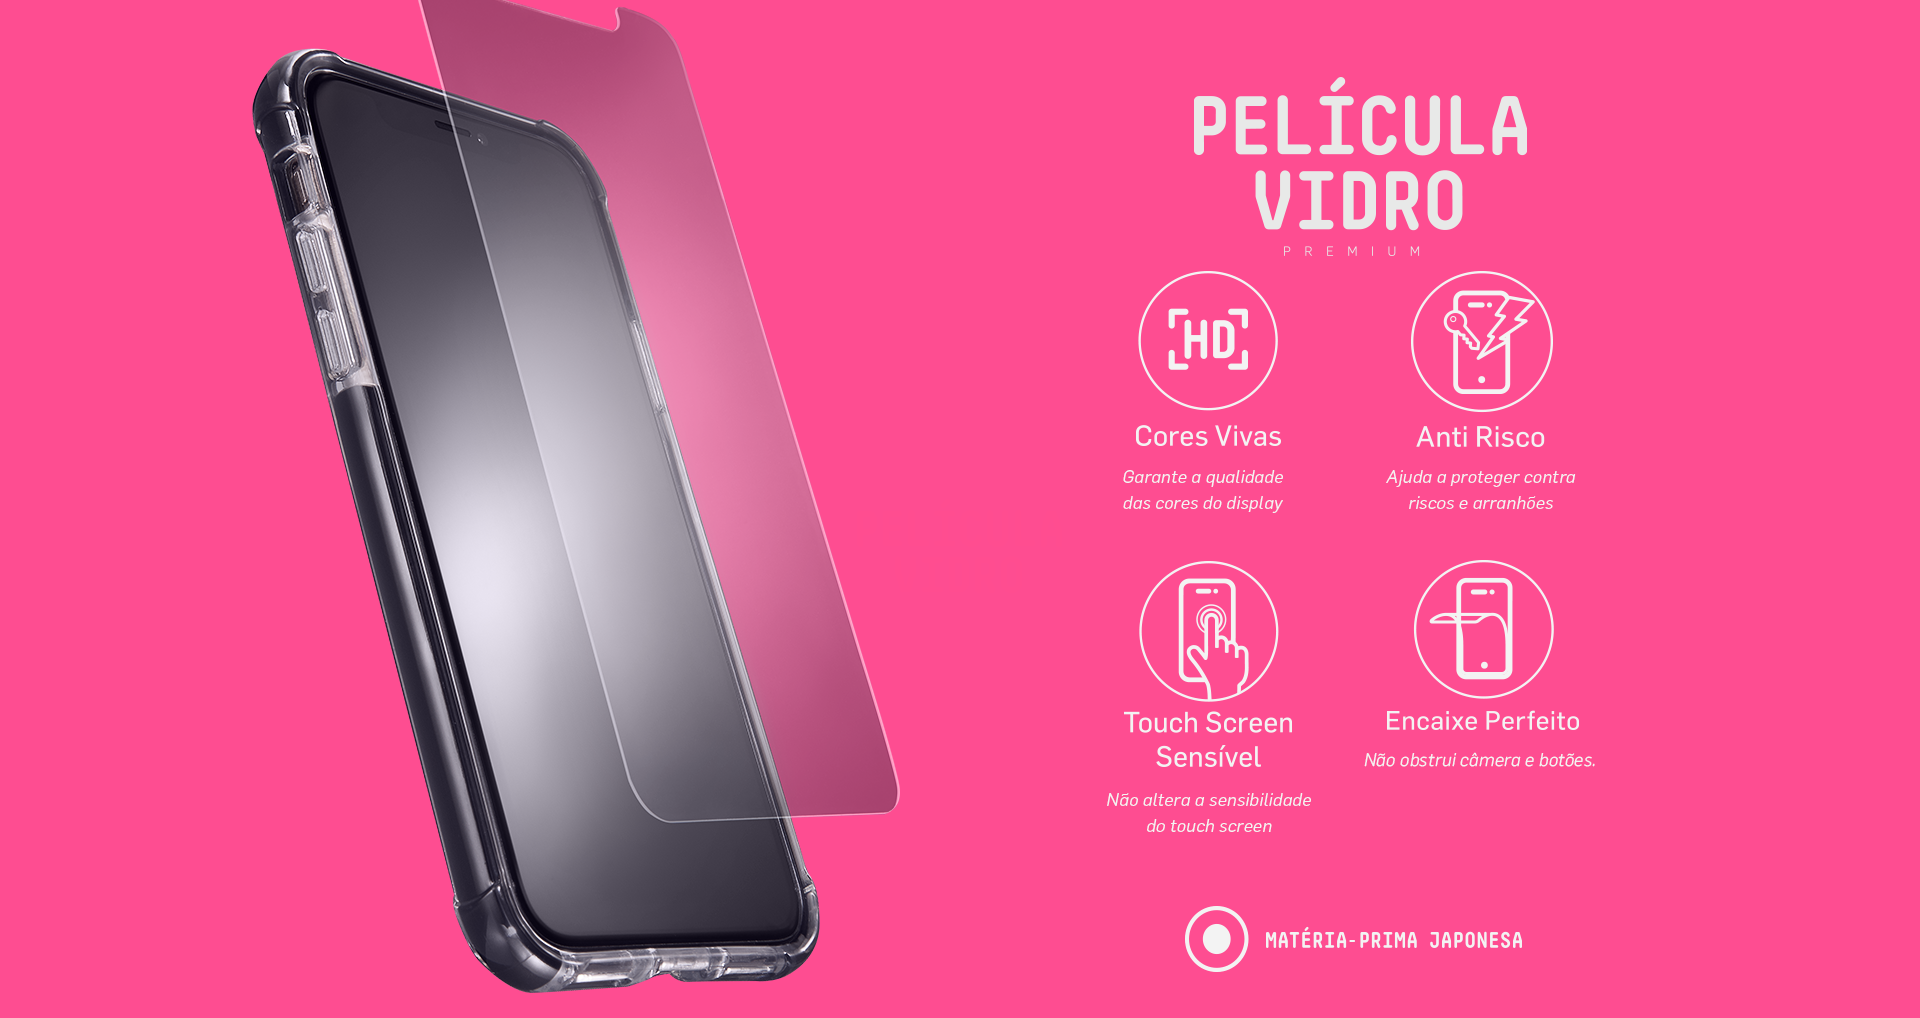 PELÍCULA
VIDRO
PREMIUM
HD
Cores Vivas
Garante a qualidade
das cores do display
Anti Risco
Ajuda a proteger contra
riscos e arranhões
Touch Screen
Sensível
Não altera a sensibilidade
do touch screen
Encaixe Perfeito
Não obstrui câmera e botões.
MATÉRIA-PRIMA JAPONESA